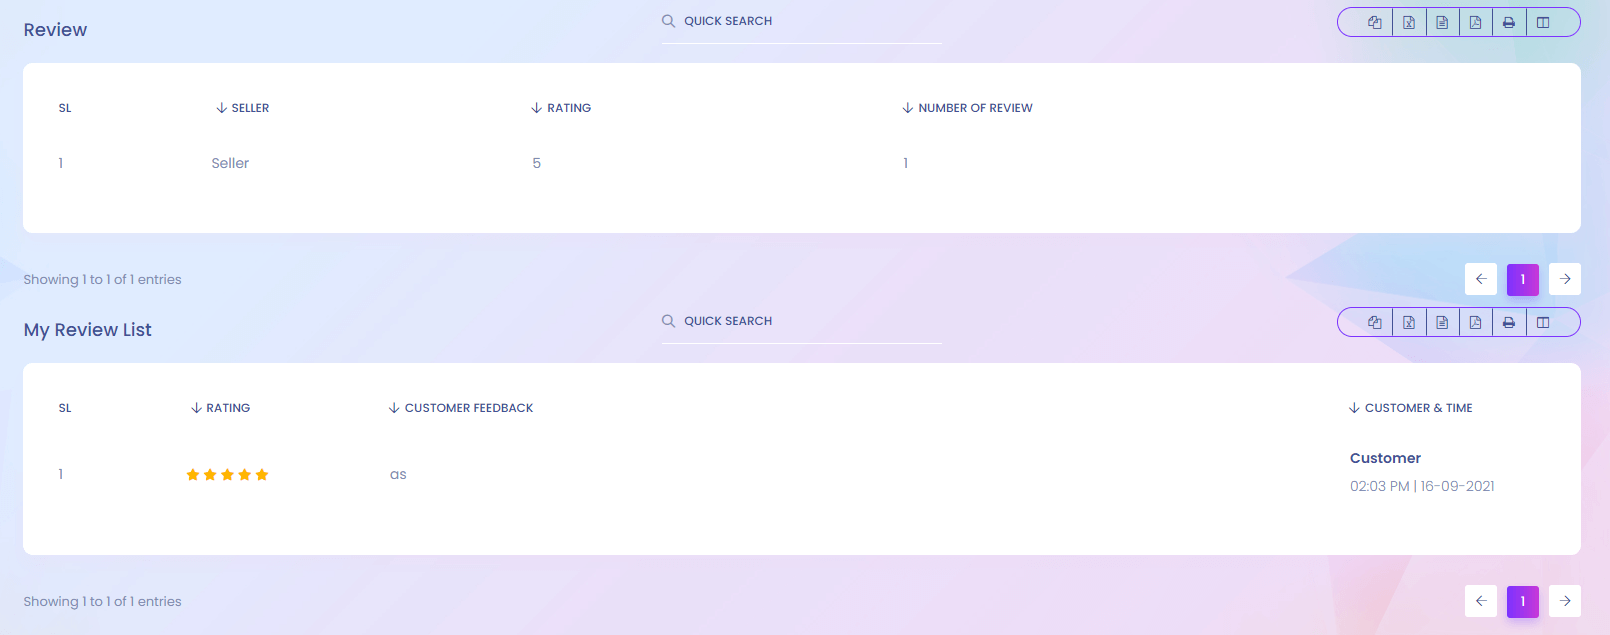 Review
QUICK SEARCH
SL SELLER RATING NUMBER OF REVIEW
1 Seller 5 1
Showing 1 to 1 of 1 entries
1
My Review List
QUICK SEARCH
SL RATING CUSTOMER FEEDBACK CUSTOMER & TIME
1 as Customer
02:03 PM | 16-09-2021
Showing 1 to 1 of 1 entries
1